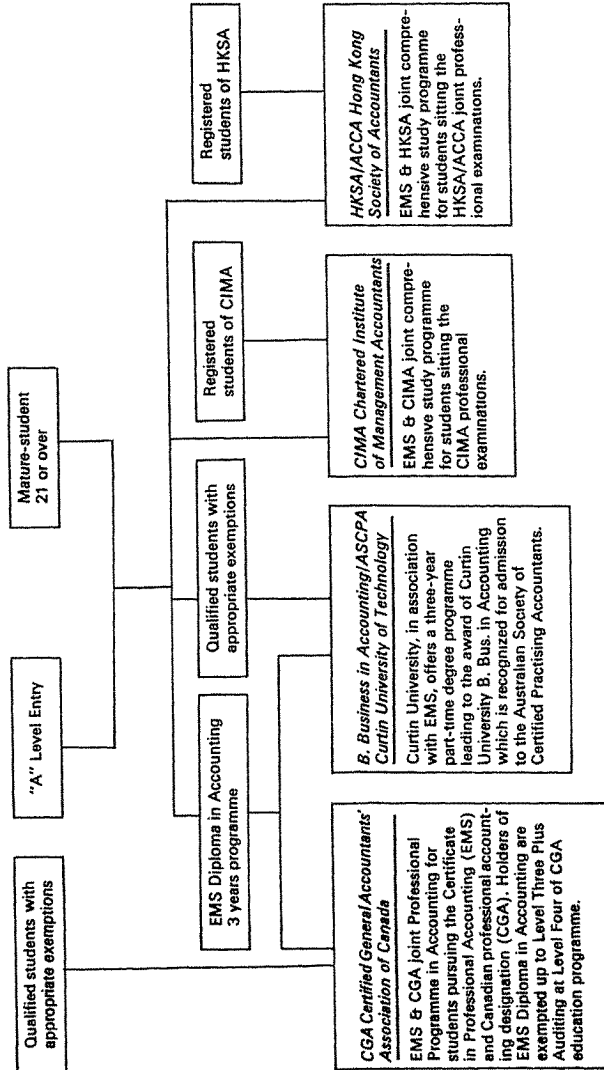 Qualified students with
appropriate exemptions
"A" Level Entry
Mature-student
21 or over
EMS Diploma in Accounting
3 years programme
Qualified students with
appropriate exemptions
Registered
students of CIMA
Registered
students of HKSA
CGA Certified General Accountants'
Association of Canada
EMS & CGA joint Professional
Programme in Accounting for
students pursuing the Certificate
in Professional Accounting (EMS)
and Canadian professional account-
ing designation (CGA). Holders of
EMS Diploma in Accounting are
exempted up to Level Three Plus
Auditing at Level Four of CGA
education programme.
B. Business in Accounting/ASCPA
Curtin University of Technology
Curtin University, in association
with EMS, offers a three-year
part-time degree programme
leading to the award of Curtin
University B. Bus. in Accounting
which is recognized for admission
to the Australian Society of
Certified Practising Accountants.
CIMA Chartered Institute
of Management Accountants
EMS & CIMA joint compre-
hensive study programme
for students sitting the
CIMA professional
examinations.
HKSA/ACCA Hong Kong
Society of Accountants
EMS & HKSA joint compre-
hensive study programme
for students sitting the
HKSA/ACCA joint profess-
ional examinations.